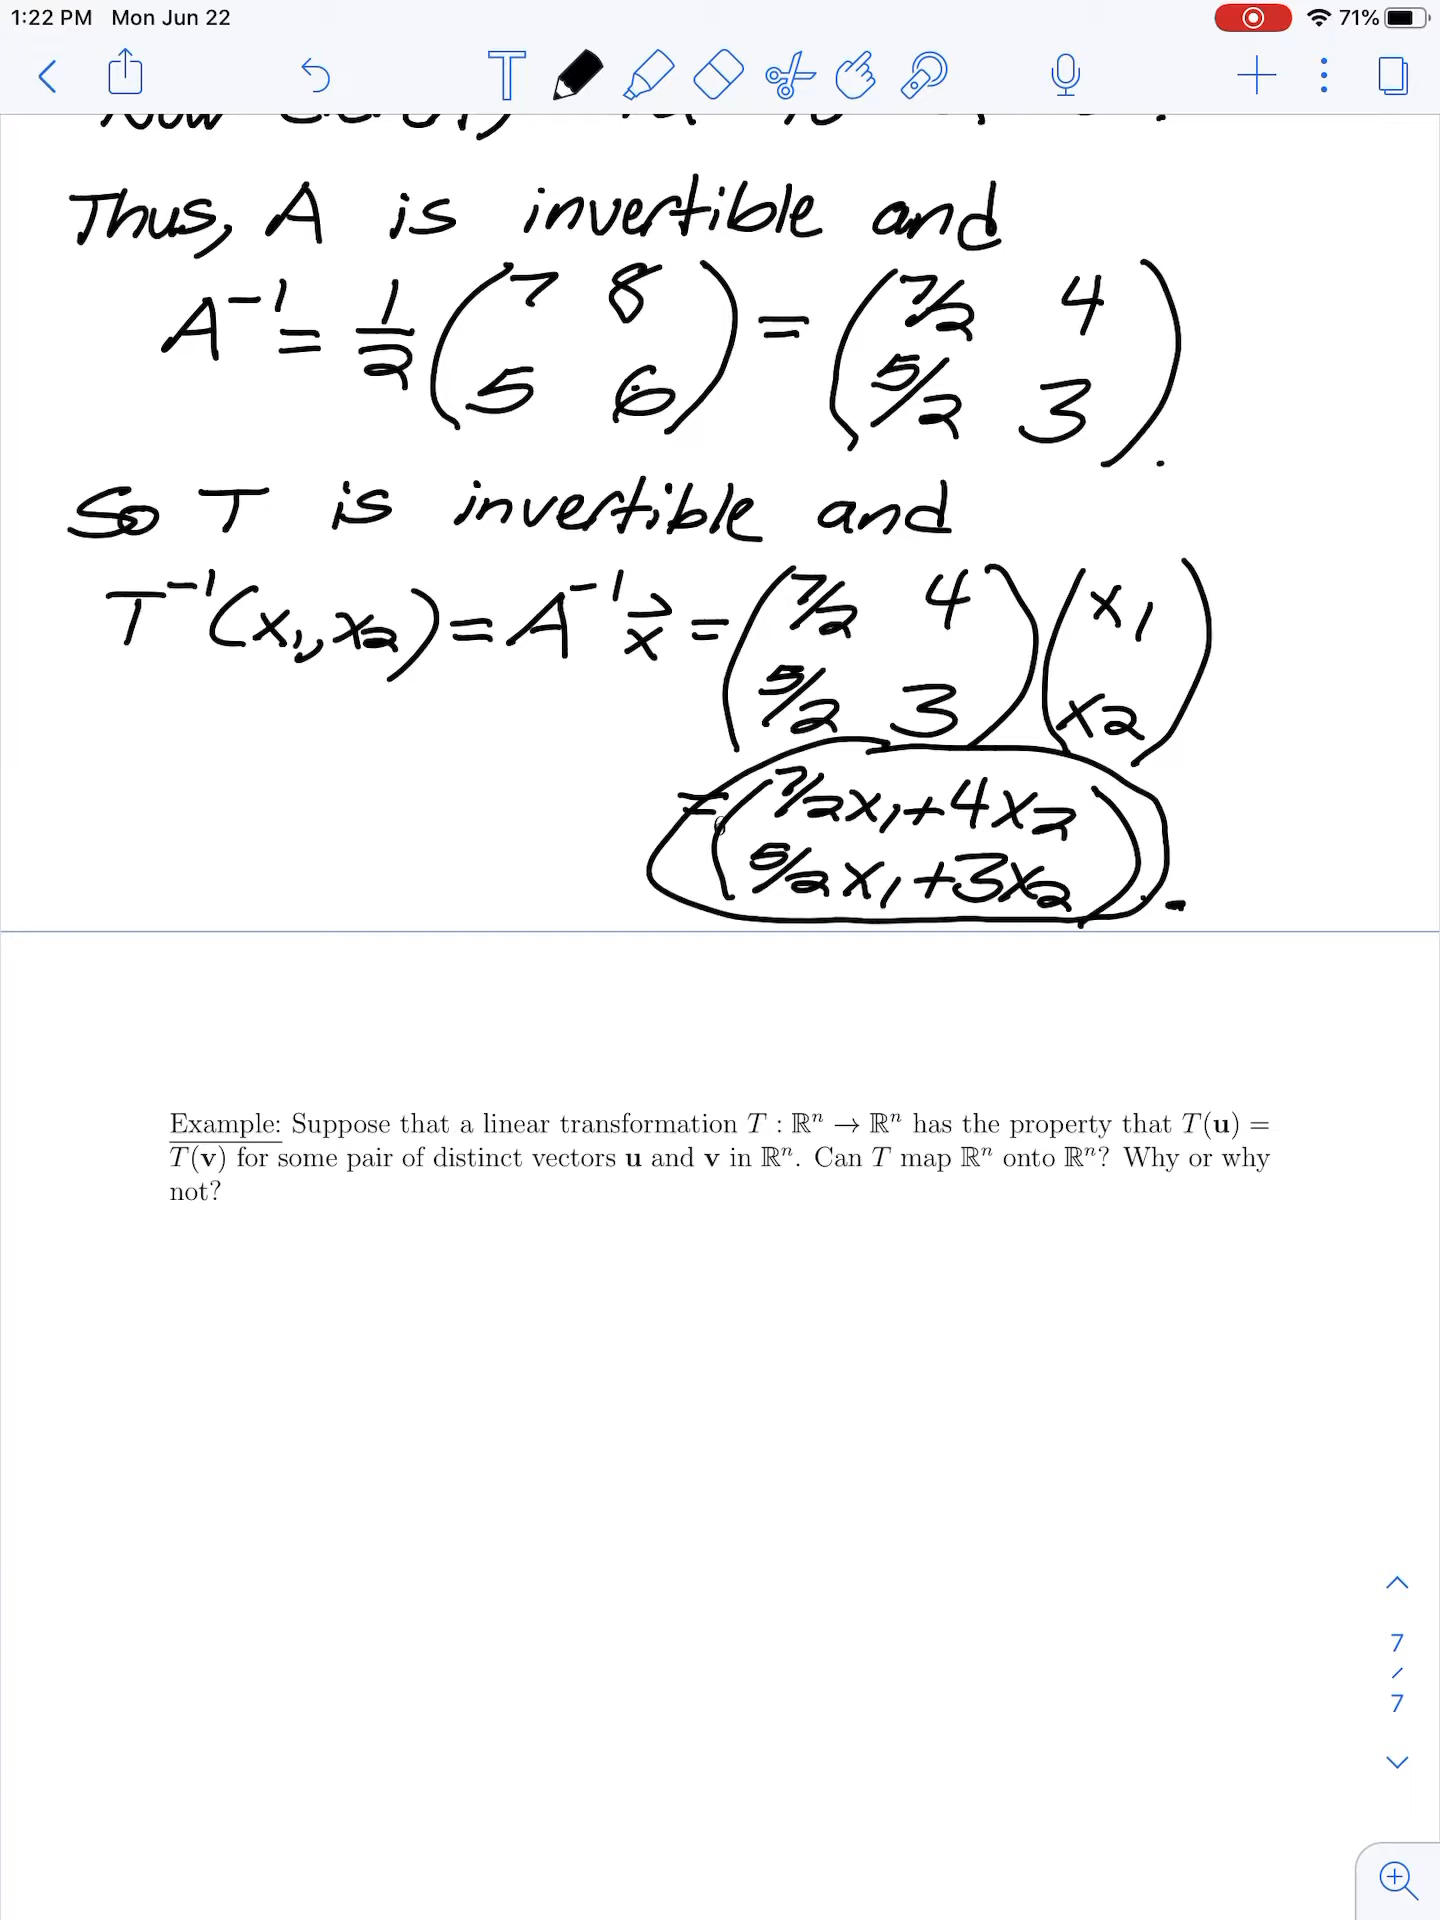 1:22 PM Mon Jun 22 71%
T
Thus, A is invertible and
A⁻¹ = 1/2 (7 8 5 6) = (7/2 4 5/2 3).
So T is invertible and
T⁻¹(x₁, x₂) = A⁻¹x⃗ = (7/2 4 5/2 3)(x₁ x₂)
= (7/2x₁ + 4x₂
5/2x₁ + 3x₂).
6
Example: Suppose that a linear transformation T : ℝⁿ → ℝⁿ has the property that T(u) =
T(v) for some pair of distinct vectors u and v in ℝⁿ. Can T map ℝⁿ onto ℝⁿ? Why or why
not?
7
/
7